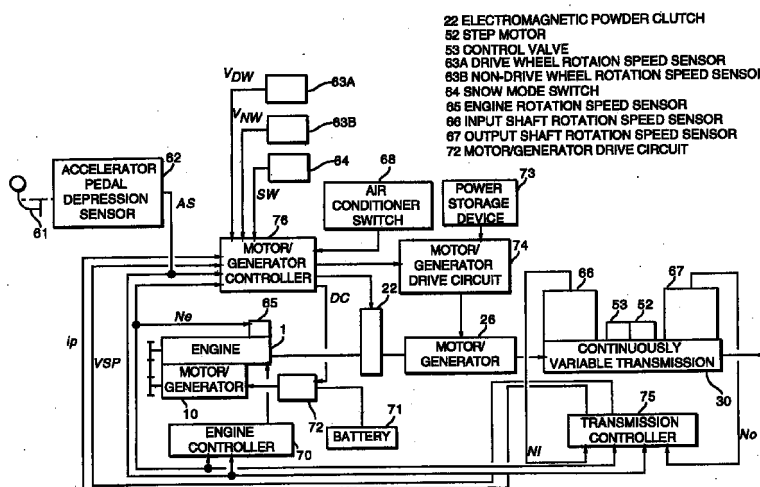 22 ELECTROMAGNETIC POWDER CLUTCH
52 STEP MOTOR
53 CONTROL VALVE
63A DRIVE WHEEL ROTAION SPEED SENSOR
63B NON-DRIVE WHEEL ROTATION SPEED SENSOR
64 SNOW MODE SWITCH
65 ENGINE ROTATION SPEED SENSOR
66 INPUT SHAFT ROTATION SPEED SENSOR
67 OUTPUT SHAFT ROTATION SPEED SENSOR
72 MOTOR/GENERATOR DRIVE CIRCUIT
VDW
63A
VNW
63B
64
SW
62
ACCELERATOR
PEDAL
DEPRESSION
SENSOR
61
AS
68
AIR
CONDITIONER
SWITCH
73
POWER
STORAGE
DEVICE
76
MOTOR/
GENERATOR
CONTROLLER
74
MOTOR/
GENERATOR
DRIVE CIRCUIT
22
DC
66
67
53
52
Ne
65
1
ENGINE
MOTOR/
GENERATOR
10
26
MOTOR/
GENERATOR
CONTINUOUSLY
VARIABLE TRANSMISSION
30
ip
VSP
72
71
BATTERY
ENGINE
CONTROLLER
70
75
TRANSMISSION
CONTROLLER
NI
No